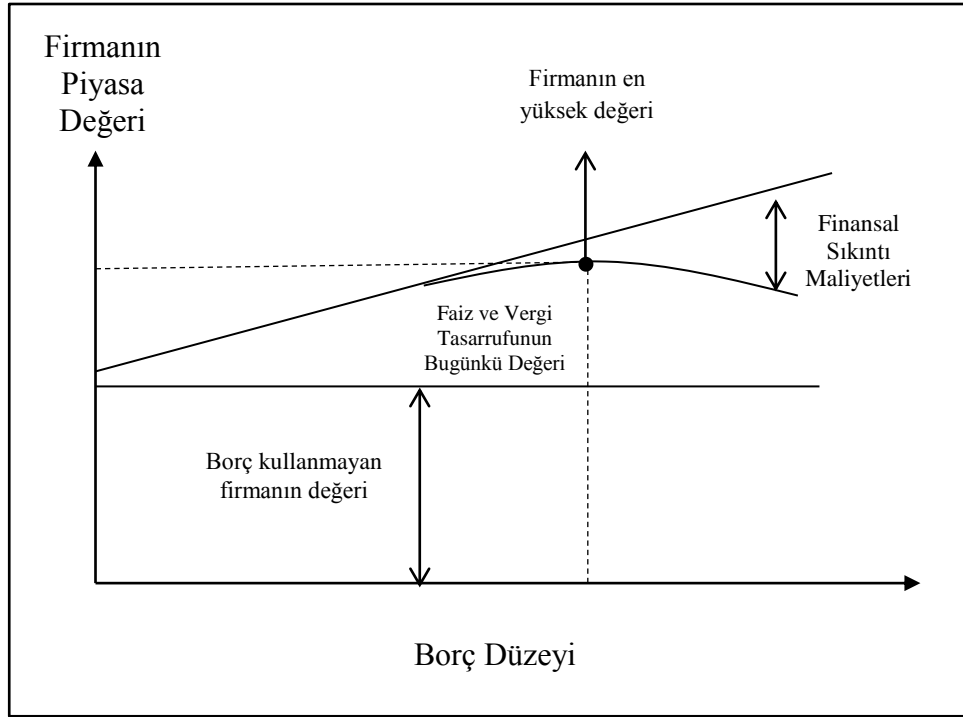 Firmanın
Piyasa
Değeri
Firmanın en
yüksek değeri
Finansal
Sıkıntı
Maliyetleri
Faiz ve Vergi
Tasarrufunun
Bugünkü Değeri
Borç kullanmayan
firmanın değeri
Borç Düzeyi